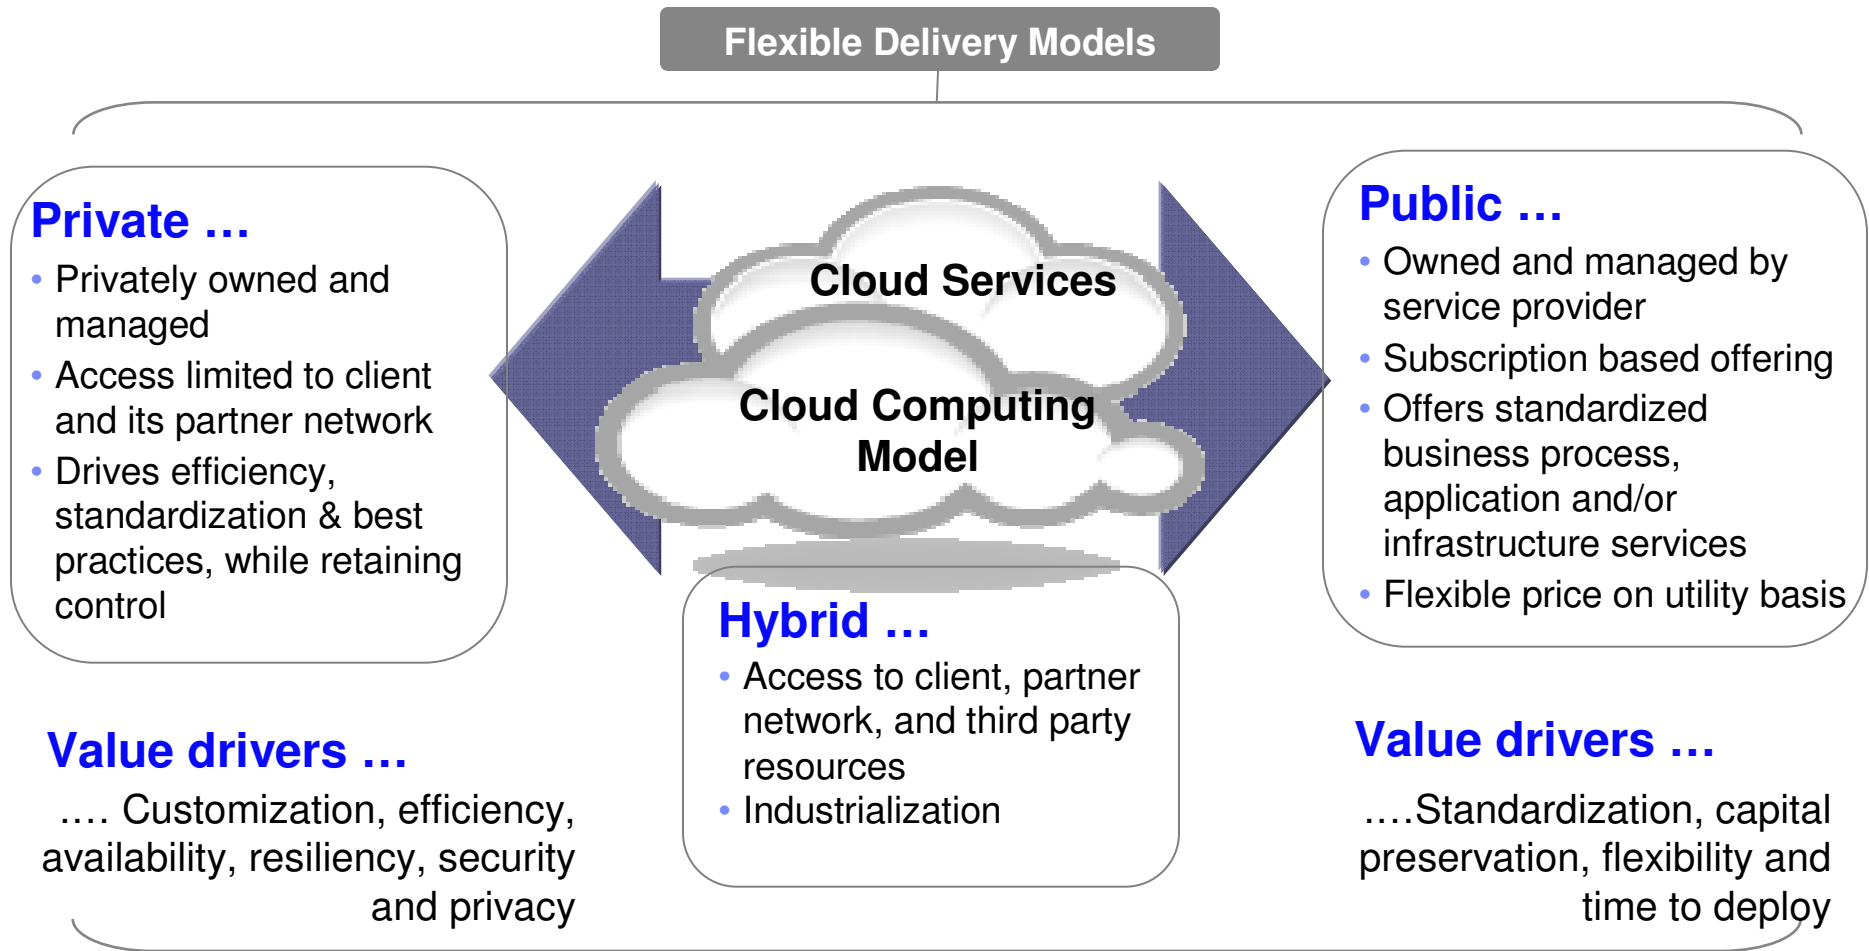 Flexible Delivery Models
Private …
• Privately owned and
managed
• Access limited to client
and its partner network
• Drives efficiency,
standardization & best
practices, while retaining
control
Cloud Services
Cloud Computing
Model
Public …
• Owned and managed by
service provider
• Subscription based offering
• Offers standardized
business process,
application and/or
infrastructure services
• Flexible price on utility basis
Hybrid …
• Access to client, partner
network, and third party
resources
• Industrialization
Value drivers …
…. Customization, efficiency,
availability, resiliency, security
and privacy
Value drivers …
….Standardization, capital
preservation, flexibility and
time to deploy